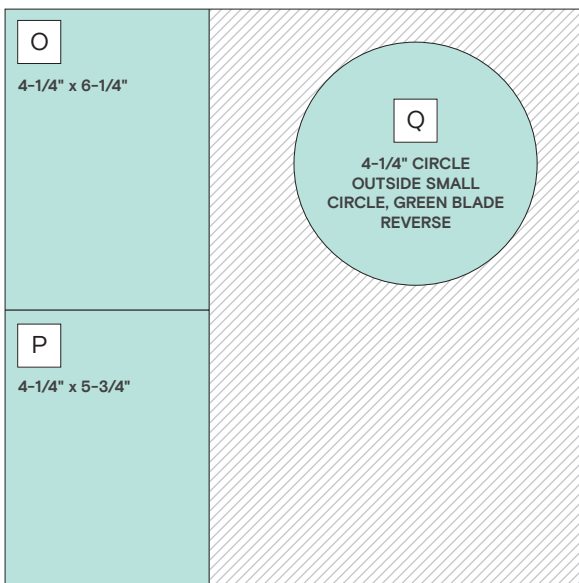 O
4-1/4" x 6-1/4"
Q
4-1/4" CIRCLE
OUTSIDE SMALL
CIRCLE, GREEN BLADE
REVERSE
P
4-1/4" x 5-3/4"